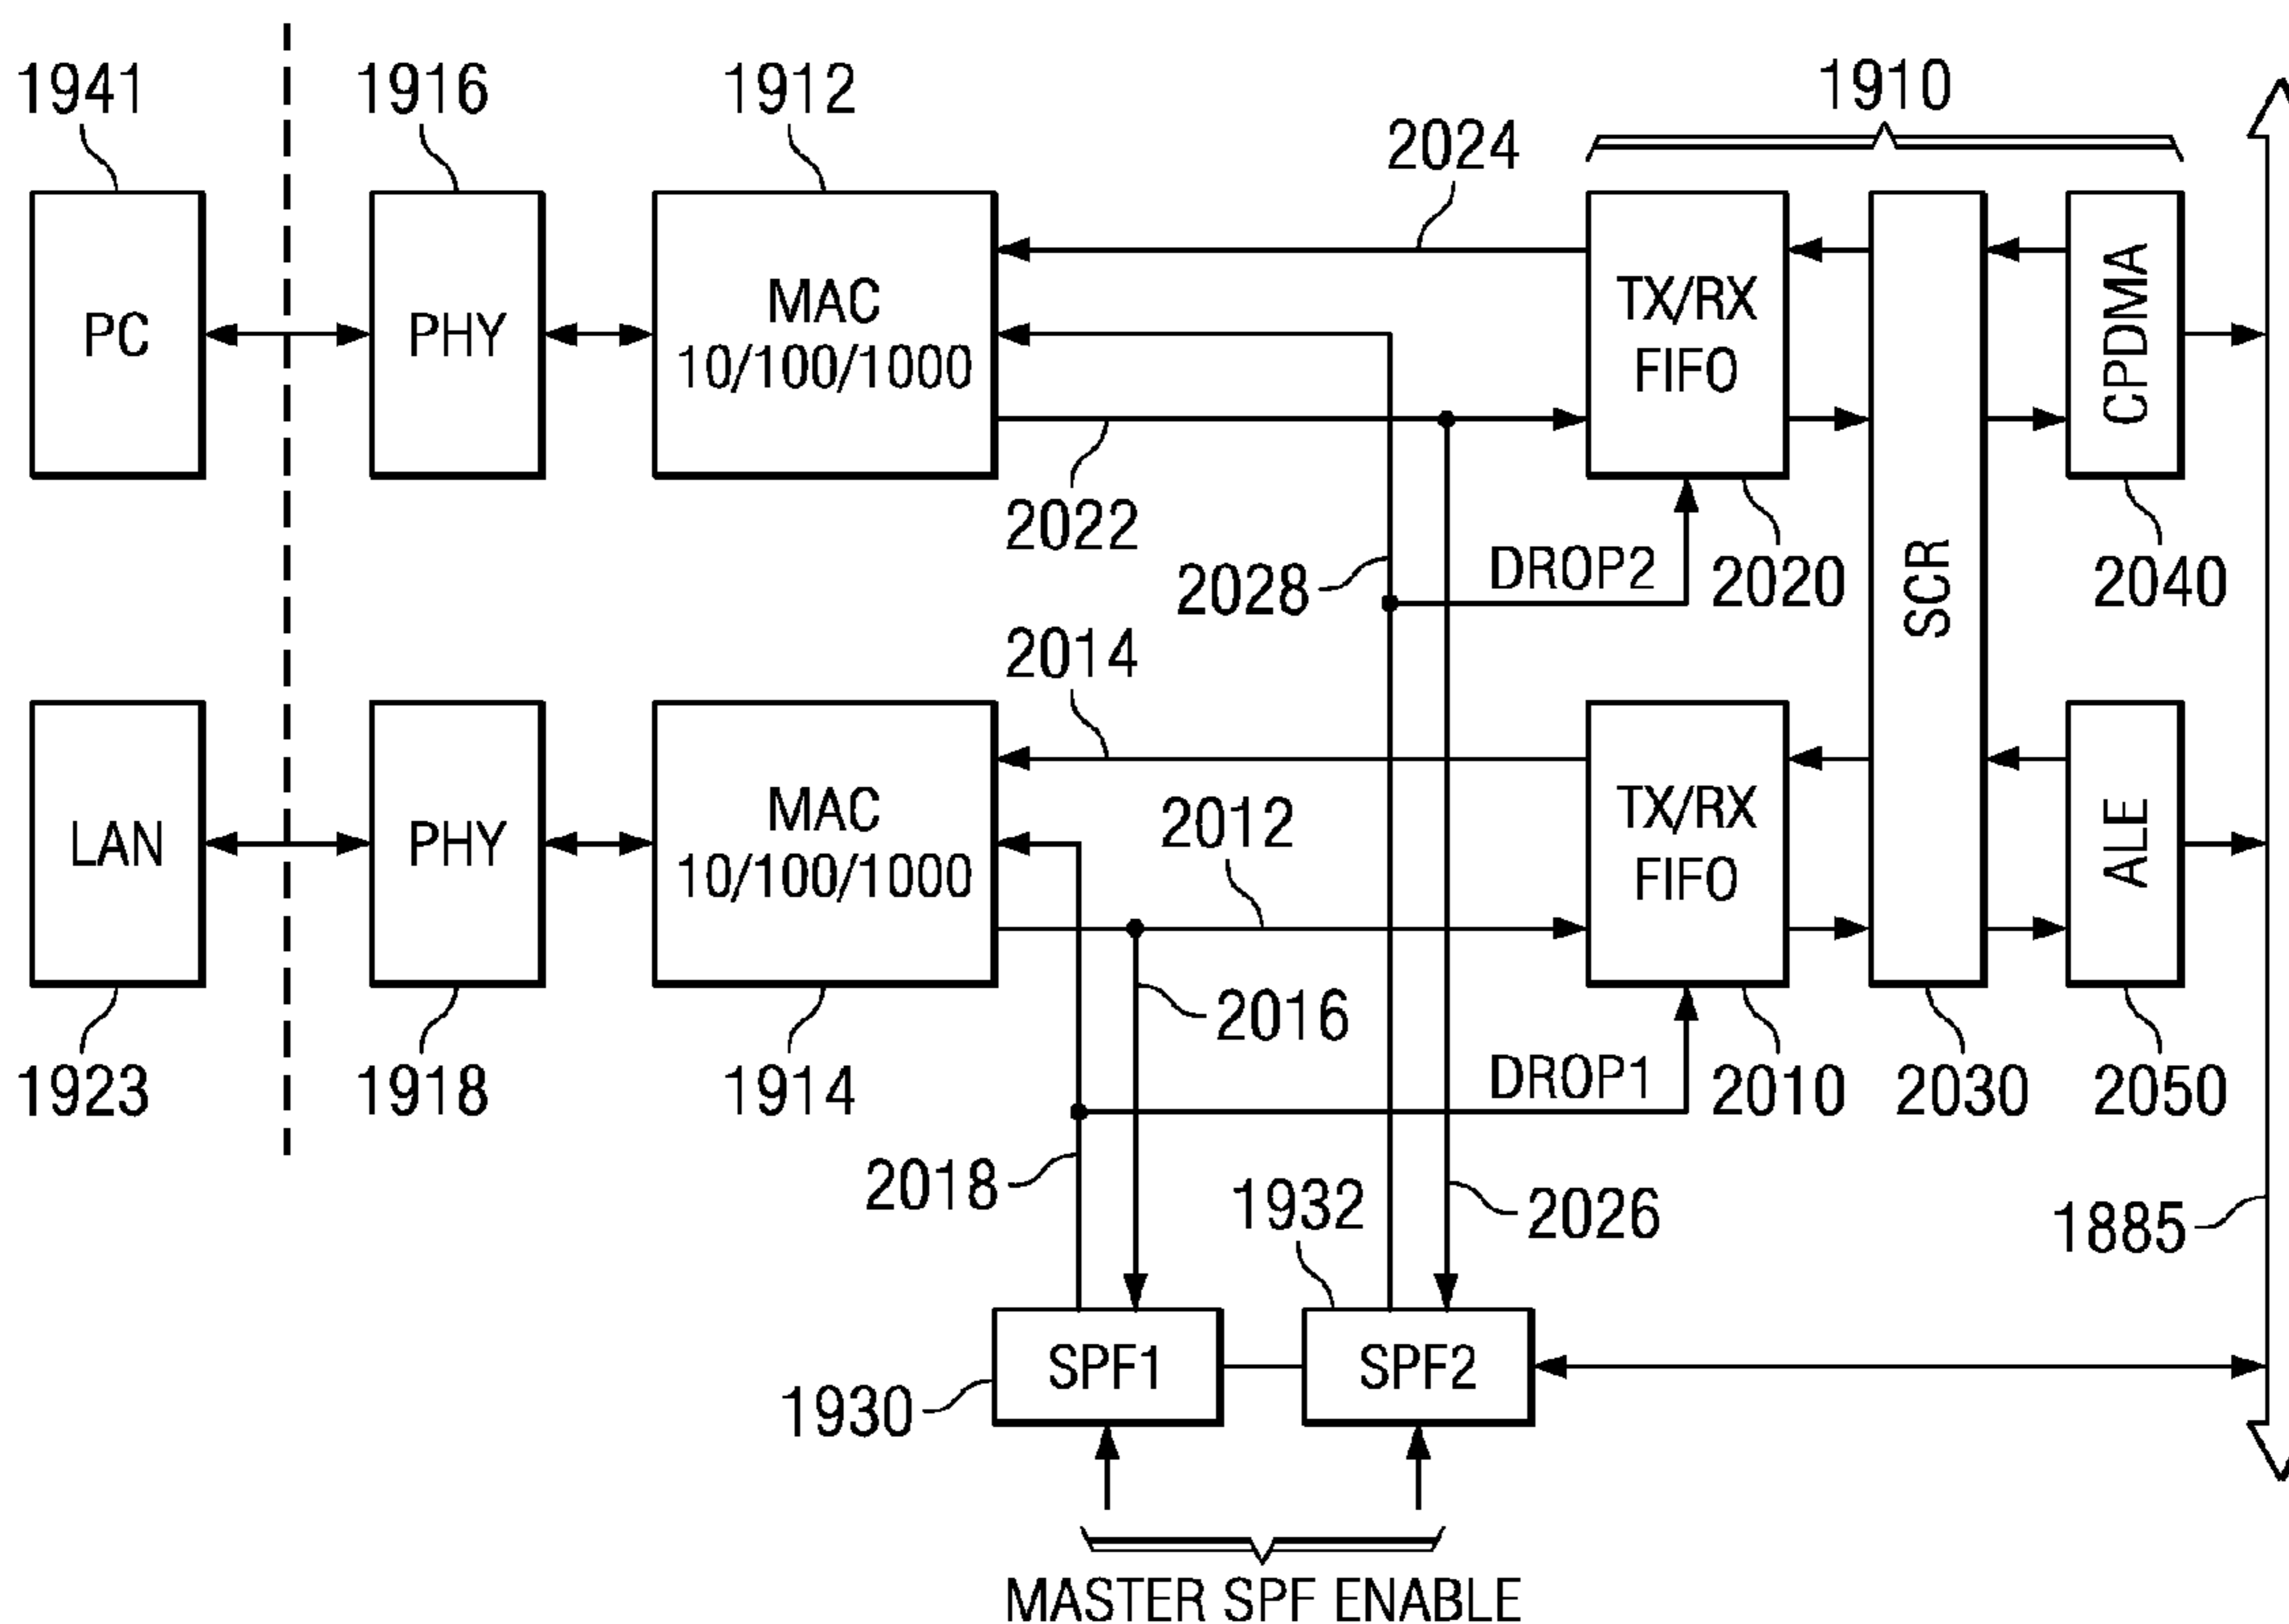 1941
1916
1912
1910
2024
PC
PHY
MAC
10/100/1000
TX/RX
FIFO
CPDMA
2022
2028
DROP2
2020
SCR
2040
2014
LAN
PHY
MAC
10/100/1000
2012
TX/RX
FIFO
ALE
2016
1923
1918
1914
DROP1
2010
2030
2050
2018
1932
2026
1885
SPF1
SPF2
1930
MASTER SPF ENABLE